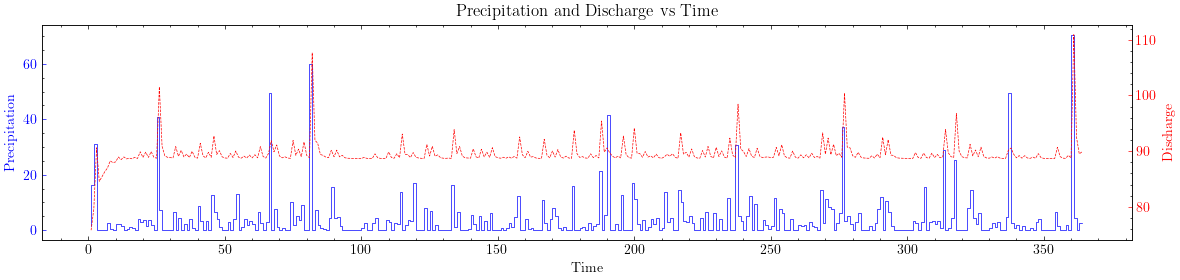 Precipitation and Discharge vs Time
Precipitation
60
40
20
0
110
100
90
80
Discharge
0 50 100 150 200 250 300 350
Time